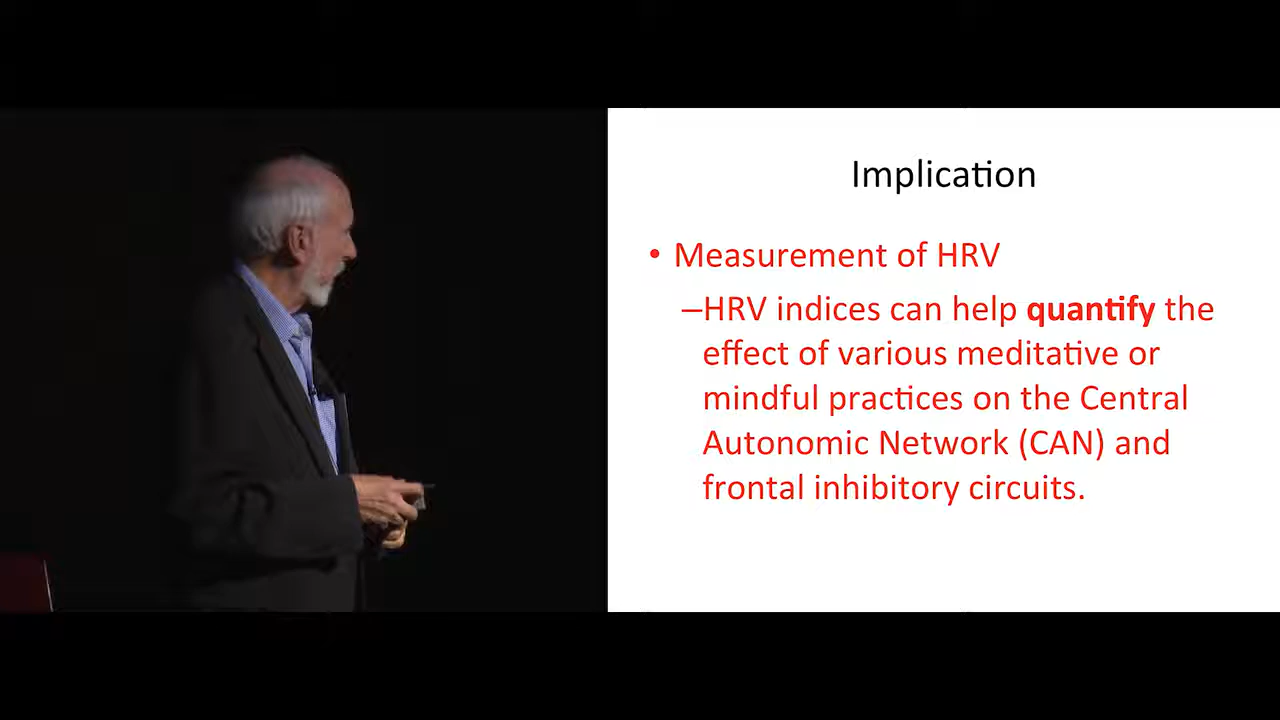 Implication
• Measurement of HRV
–HRV indices can help quantify the
effect of various meditative or
mindful practices on the Central
Autonomic Network (CAN) and
frontal inhibitory circuits.